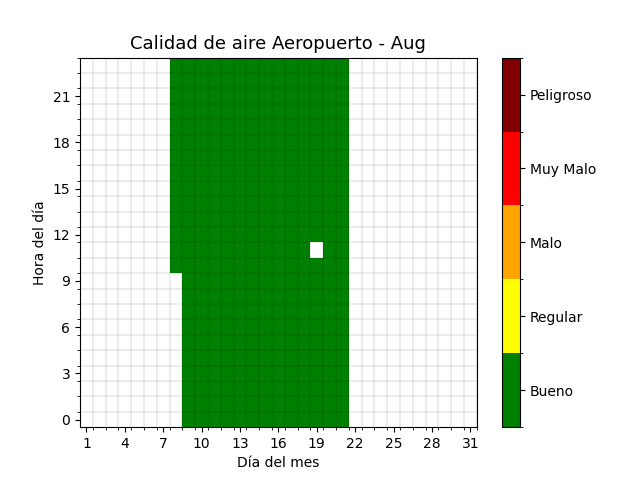 Calidad de aire Aeropuerto - Aug
Peligroso
Muy Malo
Malo
Regular
Bueno
Hora del día
21
18
15
12
9
6
3
0
1 4 7 10 13 16 19 22 25 28 31
Día del mes